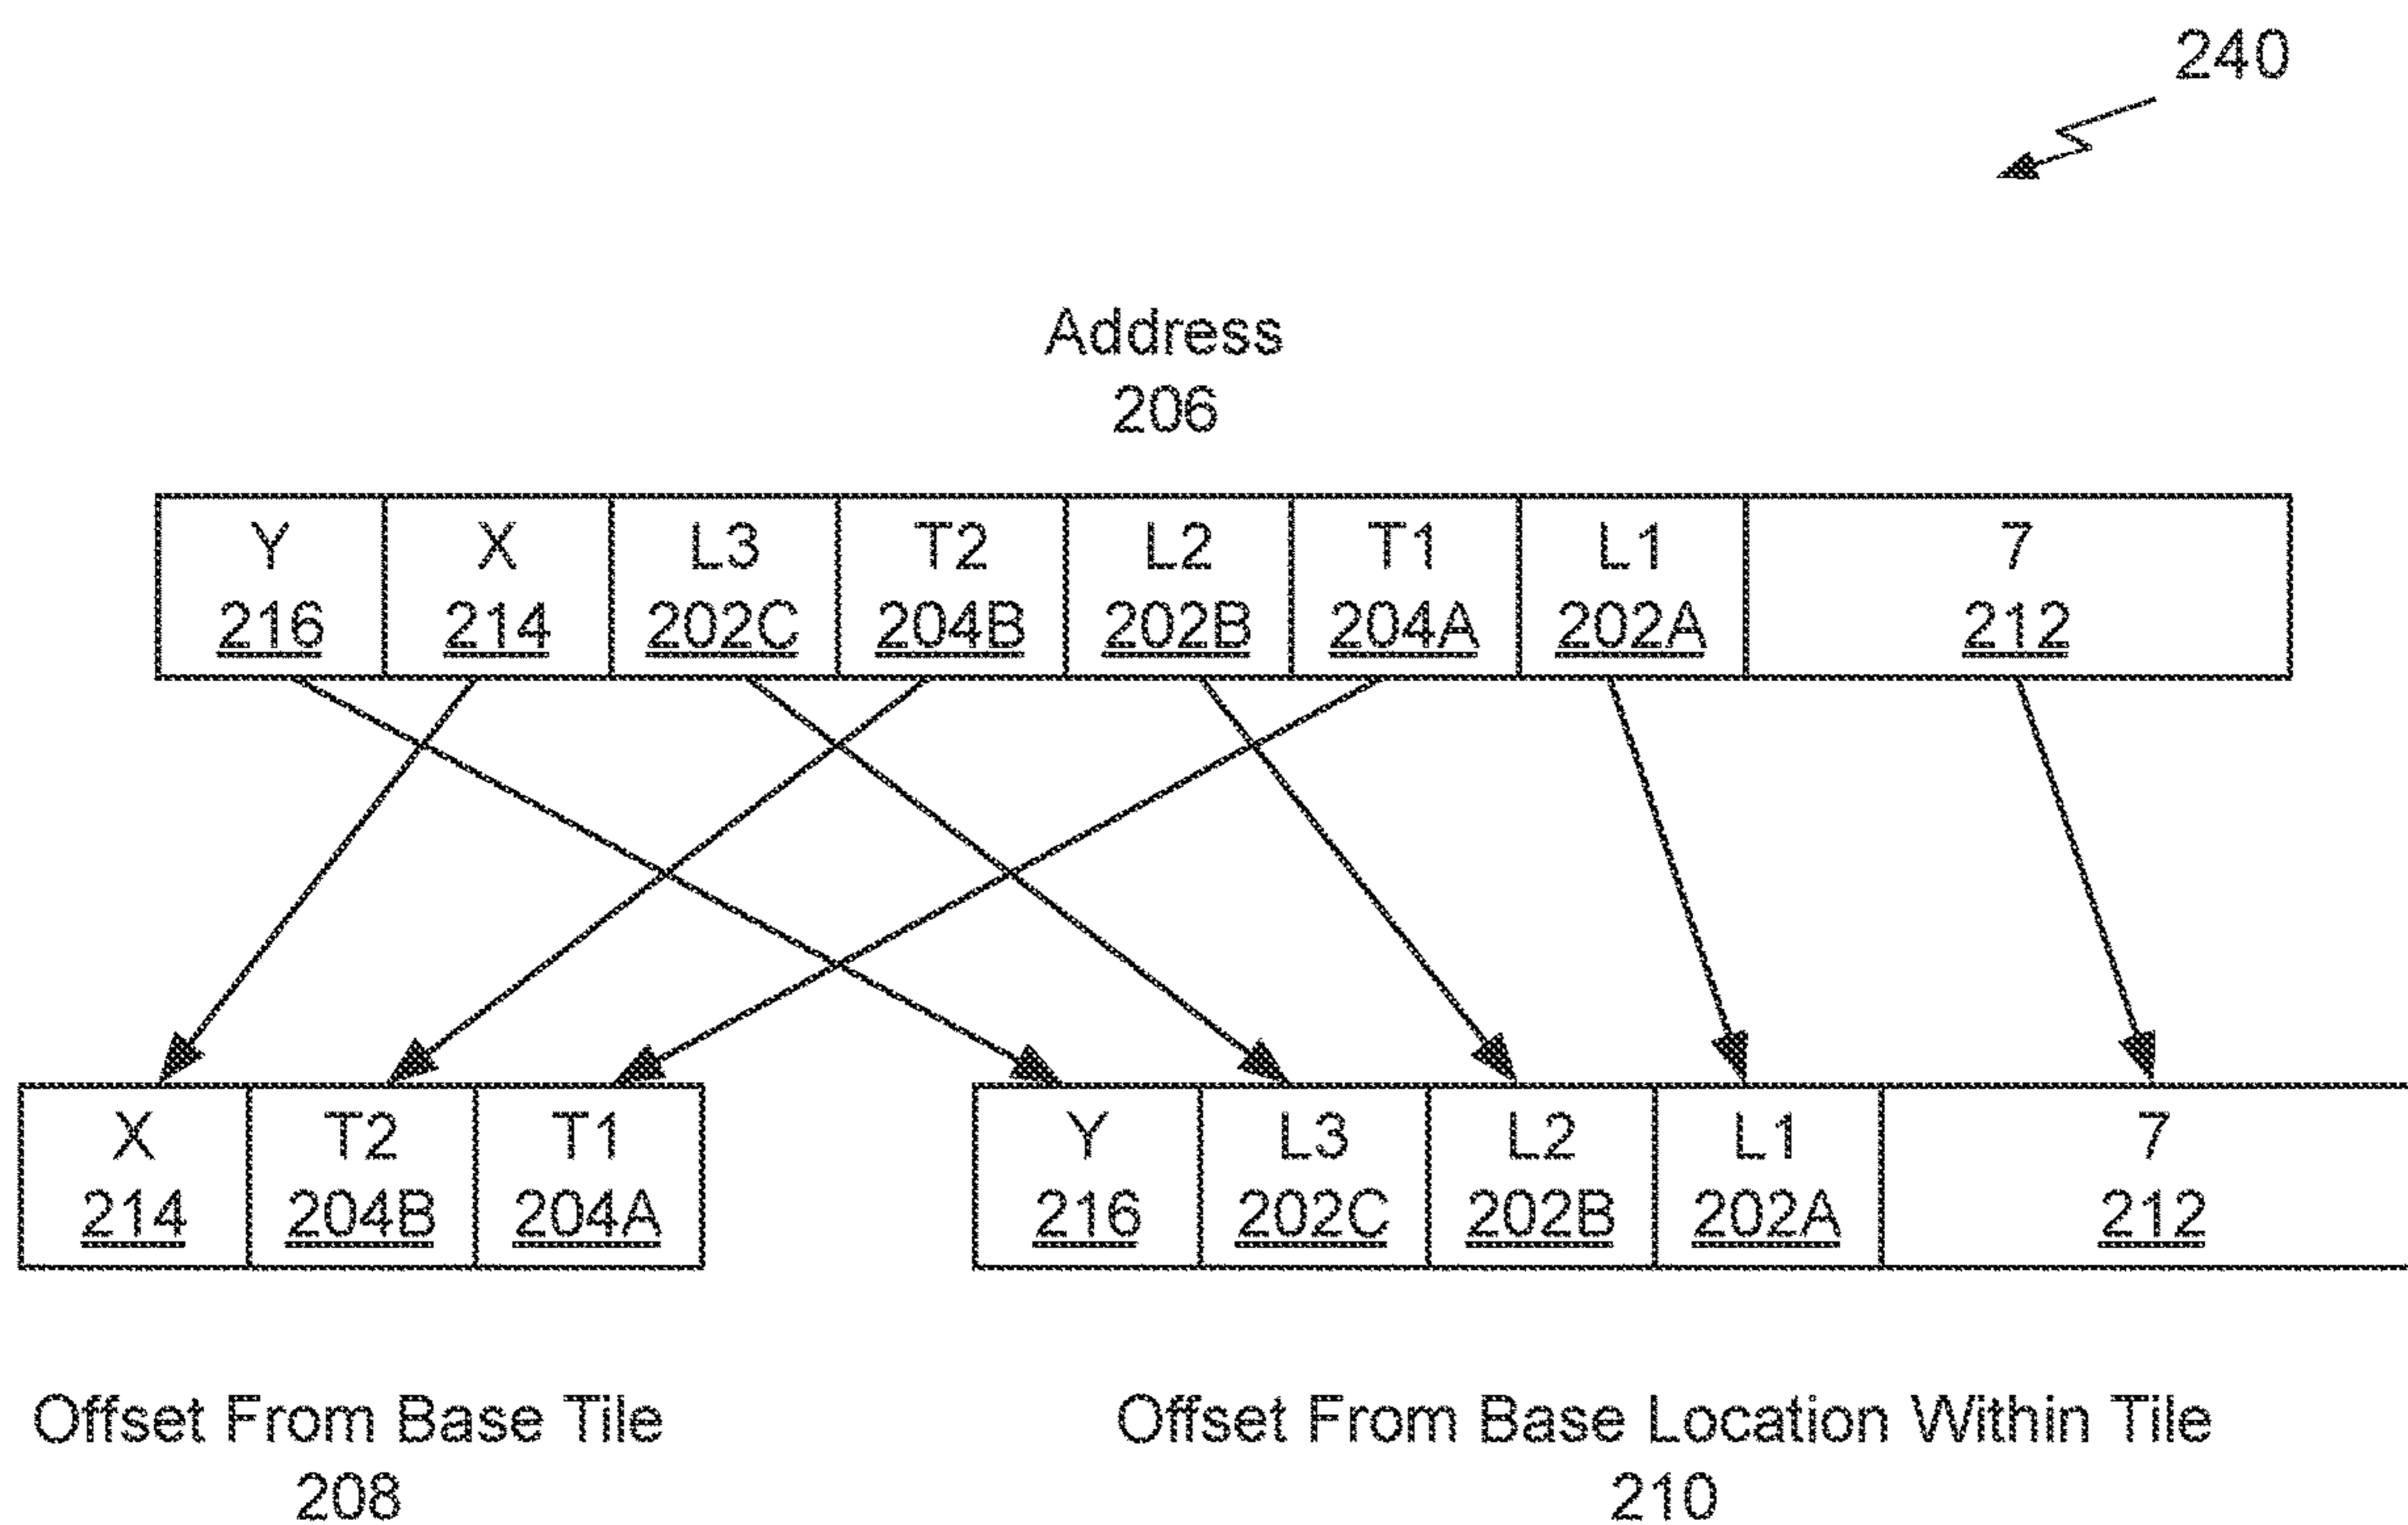 240
Address
206
Y X L3 T2 L2 T1 L1 7
216 214 202C 204B 202B 204A 202A 212
X T2 T1 Y L3 L2 L1 7
214 204B 204A 216 202C 202B 202A 212
Offset From Base Tile Offset From Base Location Within Tile
208 210